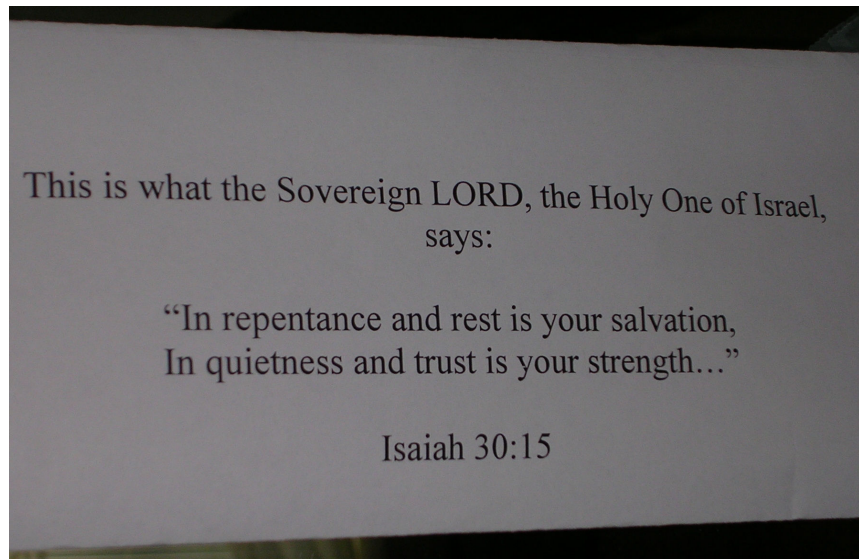 This is what the Sovereign LORD, the Holy One of Israel,
says:
“In repentance and rest is your salvation,
In quietness and trust is your strength…”
Isaiah 30:15